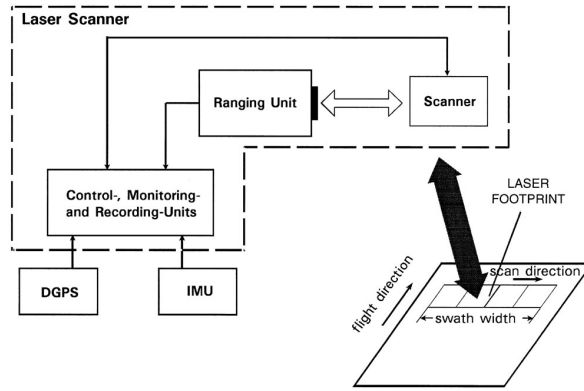 Laser Scanner
Ranging Unit
Scanner
Control-, Monitoring-
and Recording-Units
DGPS
IMU
LASER
FOOTPRINT
scan direction
flight direction
swath width